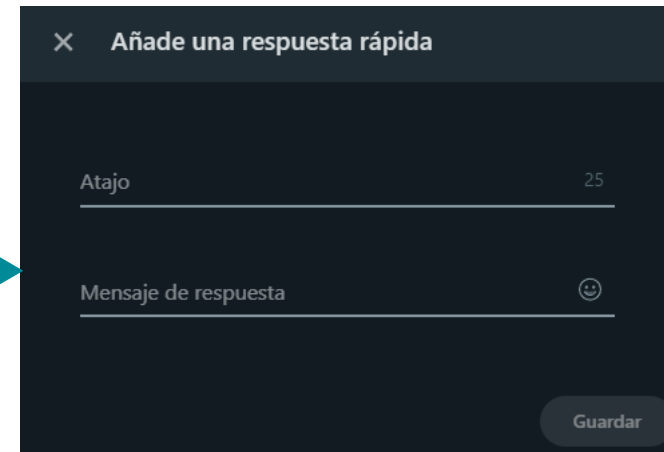 Añade una respuesta rápida
Atajo 25
Mensaje de respuesta
Guardar